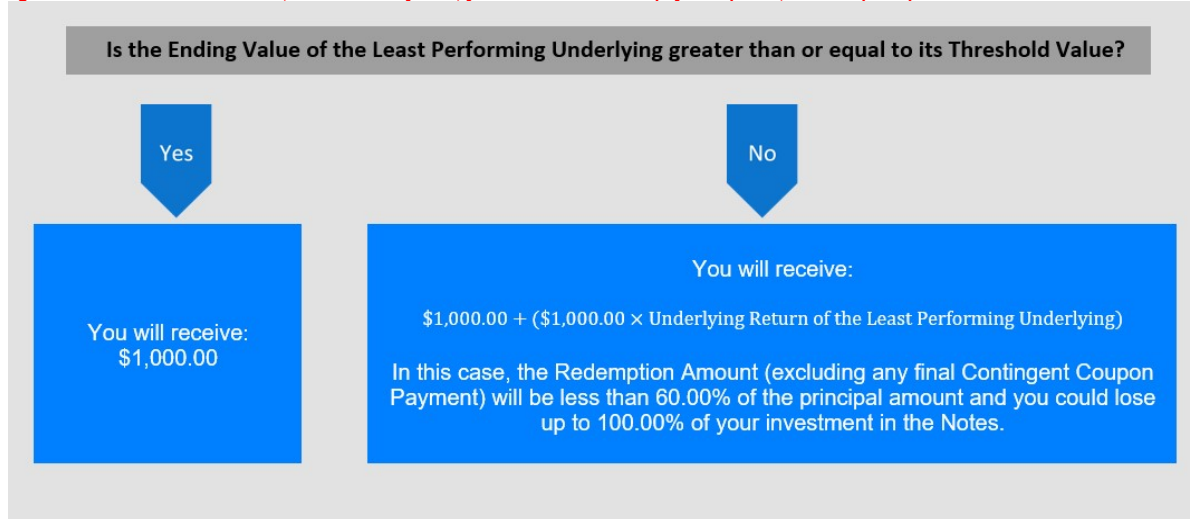 Is the Ending Value of the Least Performing Underlying greater than or equal to its Threshold Value?
Yes
No
You will receive:
$1,000.00
You will receive:
$1,000.00 + ($1,000.00 × Underlying Return of the Least Performing Underlying)
In this case, the Redemption Amount (excluding any final Contingent Coupon
Payment) will be less than 60.00% of the principal amount and you could lose
up to 100.00% of your investment in the Notes.